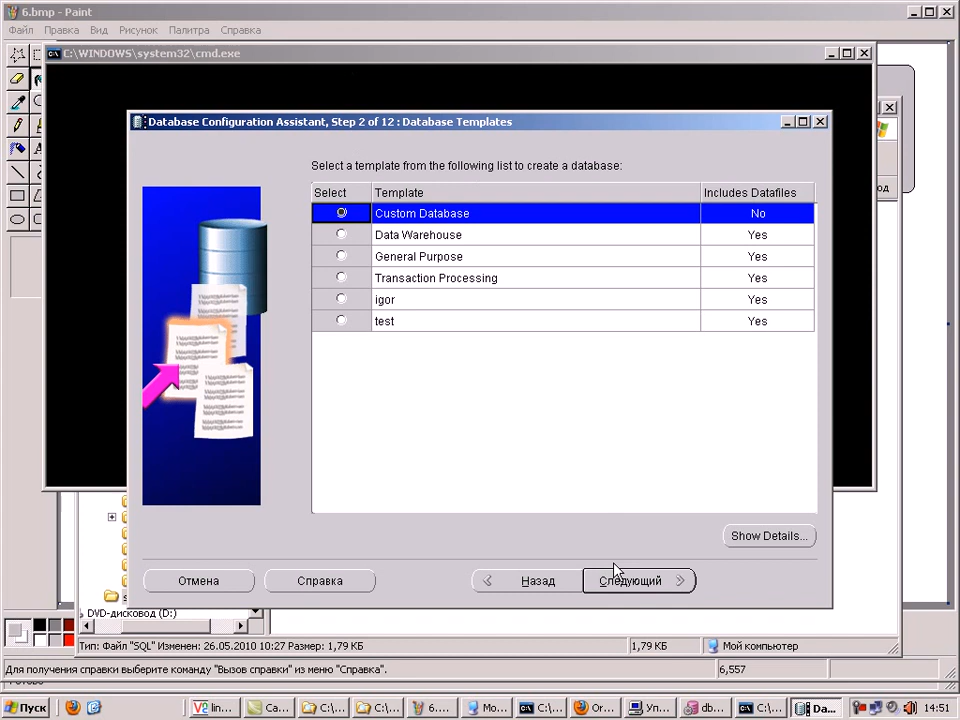 6.bmp - Paint
Файл Правка Вид Рисунок Палитра Справка
C:\WINDOWS\system32\cmd.exe
Database Configuration Assistant, Step 2 of 12 : Database Templates
Select a template from the following list to create a database:
Select Template Includes Datafiles
Custom Database No
Data Warehouse Yes
General Purpose Yes
Transaction Processing Yes
igor Yes
test Yes
Show Details...
Отмена Справка Назад Следующий
DVD-дисковод (D:)
Тип: Файл "SQL" Изменен: 26.05.2010 10:27 Размер: 1,79 КБ 1,79 КБ Мой компьютер
Для получения справки выберите команду "Вызов справки" из меню "Справка". 6,557
Пуск lin... Ca... C:\... C:\... 6.... Mo... C:\... Or... Уп... db... C:\... Da... 14:51